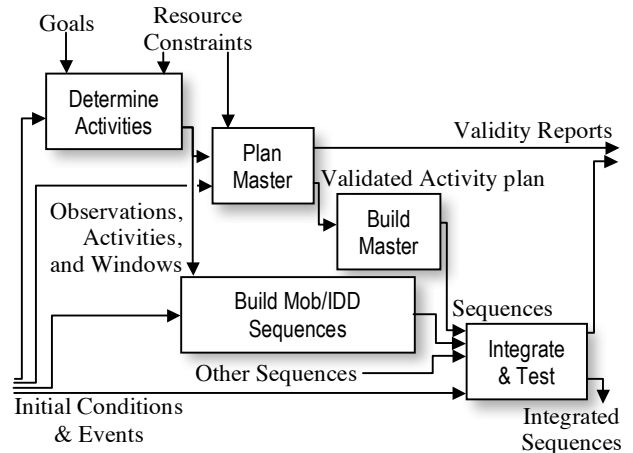 Goals
Resource
Constraints
Determine
Activities
Plan
Master
Validity Reports
Validated Activity plan
Observations,
Activities,
and Windows
Build
Master
Build Mob/IDD
Sequences
Sequences
Integrate
& Test
Other Sequences
Initial Conditions
& Events
Integrated
Sequences